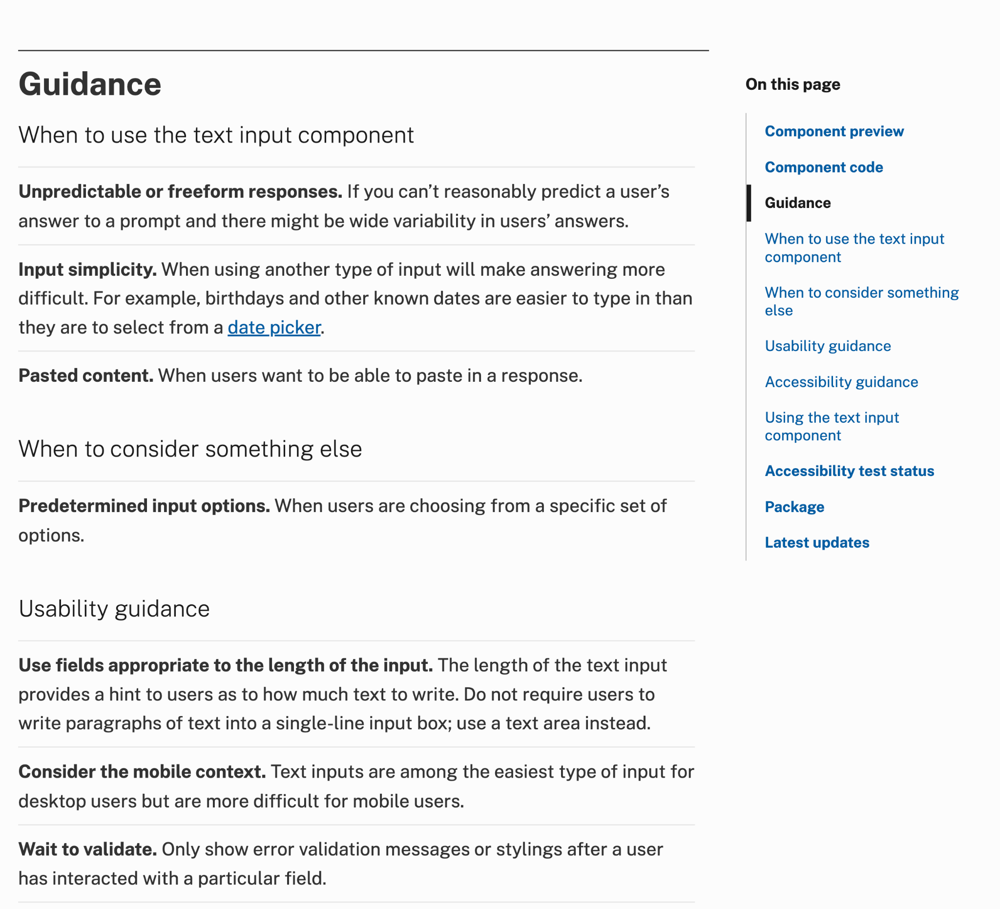 Guidance
When to use the text input component
Unpredictable or freeform responses. If you can’t reasonably predict a user’s
answer to a prompt and there might be wide variability in users’ answers.
Input simplicity. When using another type of input will make answering more
difficult. For example, birthdays and other known dates are easier to type in than
they are to select from a date picker.
Pasted content. When users want to be able to paste in a response.
When to consider something else
Predetermined input options. When users are choosing from a specific set of
options.
Usability guidance
Use fields appropriate to the length of the input. The length of the text input
provides a hint to users as to how much text to write. Do not require users to
write paragraphs of text into a single-line input box; use a text area instead.
Consider the mobile context. Text inputs are among the easiest type of input for
desktop users but are more difficult for mobile users.
Wait to validate. Only show error validation messages or stylings after a user
has interacted with a particular field.
On this page
Component preview
Component code
Guidance
When to use the text input
component
When to consider something
else
Usability guidance
Accessibility guidance
Using the text input
component
Accessibility test status
Package
Latest updates